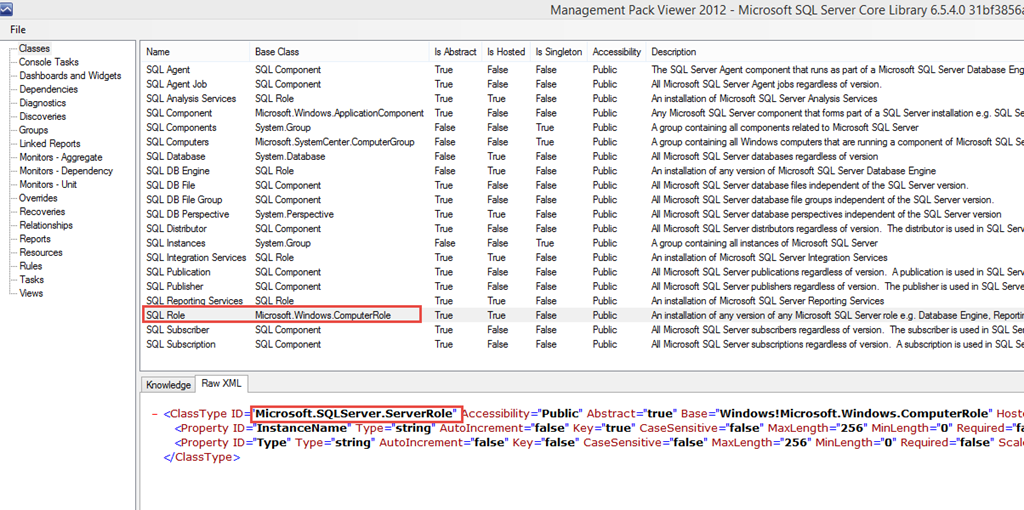 Management Pack Viewer 2012 - Microsoft SQL Server Core Library 6.5.4.0 31bf3856a
File
Classes
Console Tasks
Dashboards and Widgets
Dependencies
Diagnostics
Discoveries
Groups
Linked Reports
Monitors - Aggregate
Monitors - Dependency
Monitors - Unit
Overrides
Recoveries
Relationships
Reports
Resources
Rules
Tasks
Views
Name Base Class Is Abstract Is Hosted Is Singleton Accessibility Description
SQL Agent SQL Component True False False Public The SQL Server Agent component that runs as part of a Microsoft SQL Server Database Eng
SQL Agent Job SQL Component True False False Public All Microsoft SQL Server Agent jobs regardless of version.
SQL Analysis Services SQL Role True True False Public An installation of Microsoft SQL Server Analysis Services
SQL Component Microsoft.Windows.ApplicationComponent True False False Public Any Microsoft SQL Server component that forms part of a SQL Server installation e.g. SQL Se
SQL Components System.Group False False True Public A group containing all components related to Microsoft SQL Server
SQL Computers Microsoft.SystemCenter.ComputerGroup False False True Public A group containing all Windows computers that are running a component of Microsoft SQL S
SQL Database System.Database False True False Public All Microsoft SQL Server databases regardless of version
SQL DB Engine SQL Role False True False Public An installation of any version of Microsoft SQL Server Database Engine
SQL DB File SQL Component True True False Public All Microsoft SQL Server database files independent of the SQL Server version.
SQL DB File Group SQL Component True True False Public All Microsoft SQL Server database file groups independent of the SQL Server version.
SQL DB Perspective System.Perspective True True False Public All Microsoft SQL Server database perspectives independent of the SQL Server version
SQL Distributor SQL Component True True False Public All Microsoft SQL Server distributors regardless of version. The distributor is used in SQL Serv
SQL Instances System.Group False False True Public A group containing all instances of Microsoft SQL Server
SQL Integration Services SQL Role True True False Public An installation of Microsoft SQL Server Integration Services
SQL Publication SQL Component True True False Public All Microsoft SQL Server publications regardless of version. A publication is used in SQL Serv
SQL Publisher SQL Component True True False Public All Microsoft SQL Server publishers regardless of version. The publisher is used in SQL Server
SQL Reporting Services SQL Role True True False Public An installation of Microsoft SQL Server Reporting Services
SQL Role Microsoft.Windows.ComputerRole True True False Public An installation of any version of any Microsoft SQL Server role e.g. Database Engine, Reportin
SQL Subscriber SQL Component True True False Public All Microsoft SQL Server subscribers regardless of version. The subscriber is used in SQL Se
SQL Subscription SQL Component True True False Public All Microsoft SQL Server subscriptions regardless of version. A subscription is used in SQL S
Knowledge Raw XML
- <ClassType ID="Microsoft.SQLServer.ServerRole" Accessibility="Public" Abstract="true" Base="Windows!Microsoft.Windows.ComputerRole" Hoste
<Property ID="InstanceName" Type="string" AutoIncrement="false" Key="true" CaseSensitive="false" MaxLength="256" MinLength="0" Required="fa
<Property ID="Type" Type="string" AutoIncrement="false" Key="false" CaseSensitive="false" MaxLength="256" MinLength="0" Required="false" Scal
</ClassType>